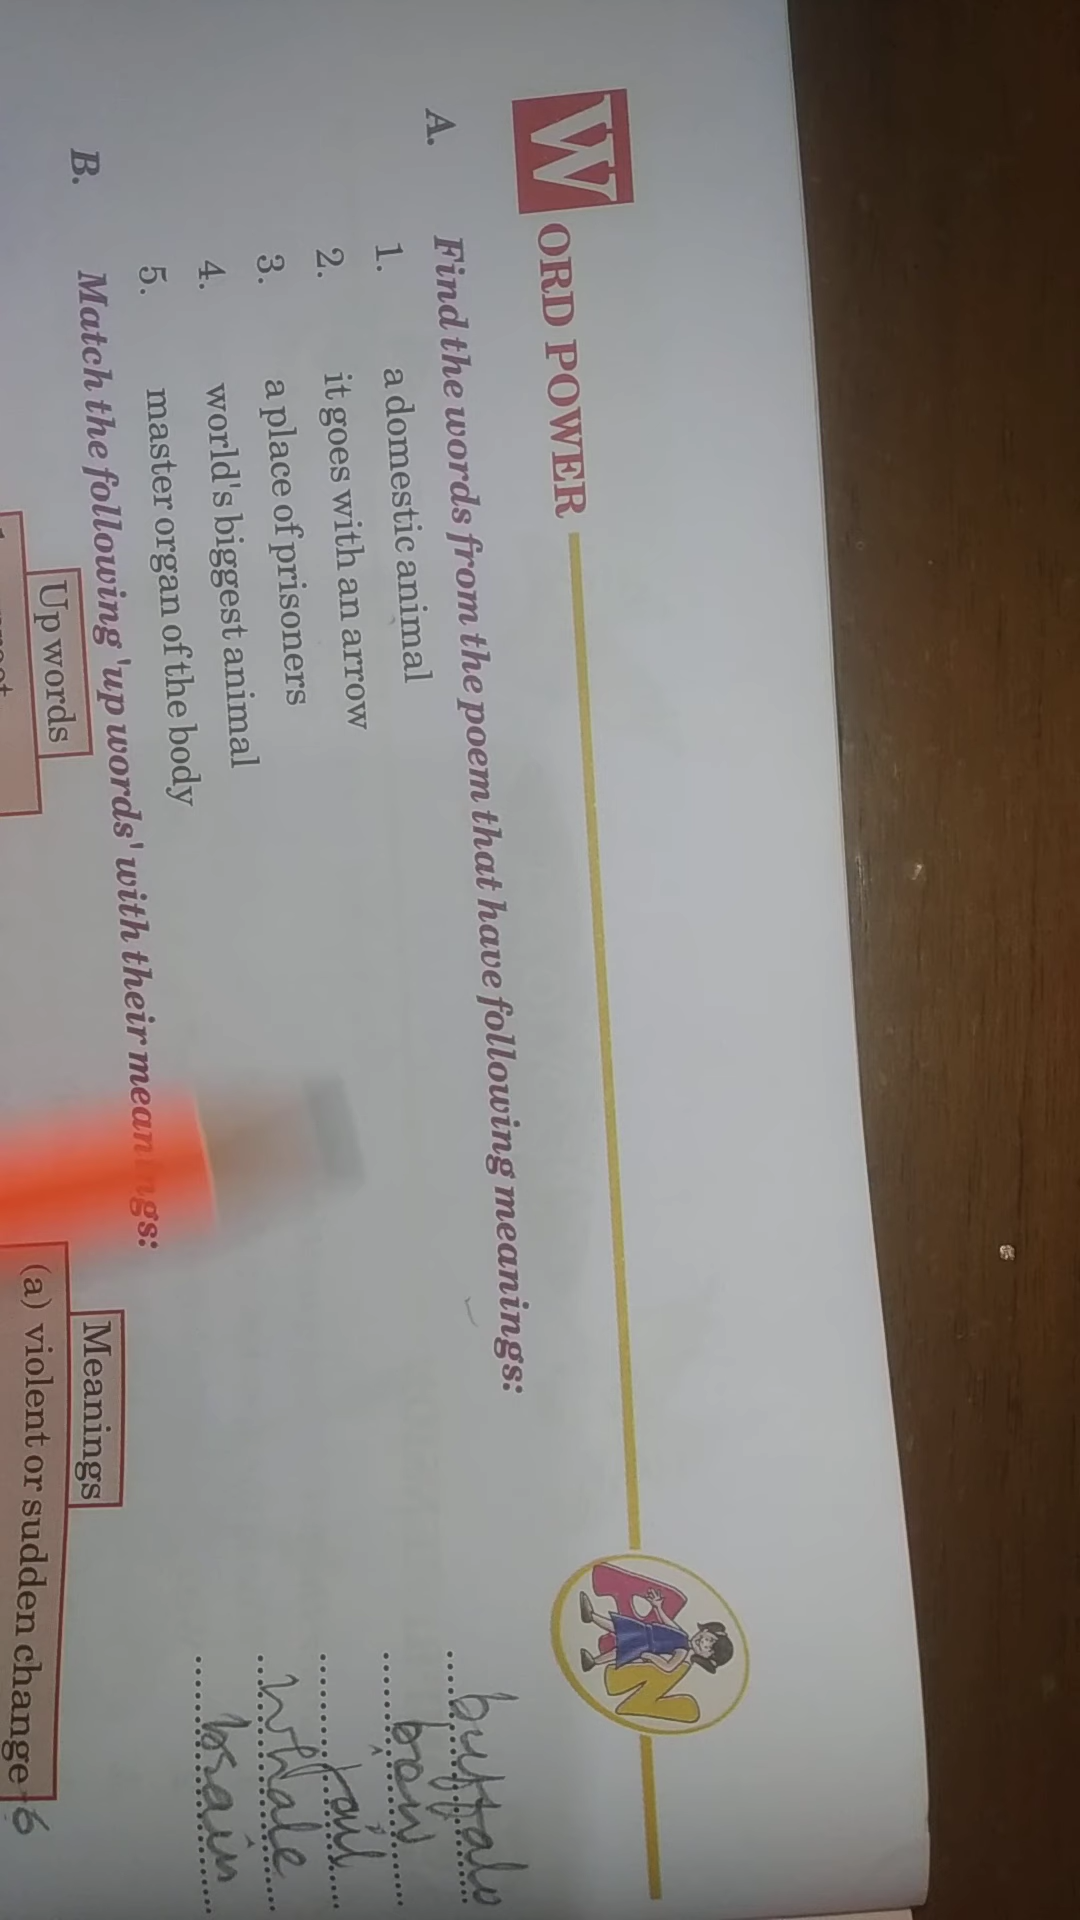 WORD POWER
A. Find the words from the poem that have following meanings:
1. a domestic animal buffalo
2. it goes with an arrow bow
3. a place of prisoners jail
4. world's biggest animal whale
5. master organ of the body brain
B. Match the following 'up words' with their meanings:
Up words Meanings
(a) violent or sudden change 6